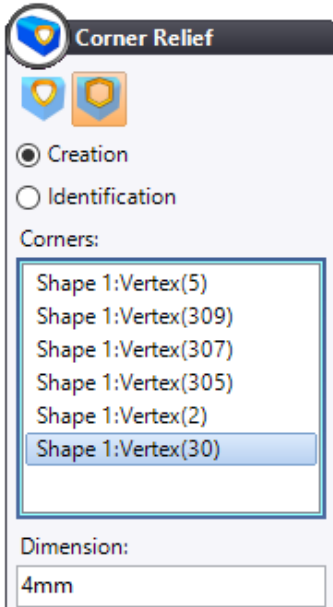 Corner Relief
Creation
Identification
Corners:
Shape 1:Vertex(5)
Shape 1:Vertex(309)
Shape 1:Vertex(307)
Shape 1:Vertex(305)
Shape 1:Vertex(2)
Shape 1:Vertex(30)
Dimension:
4mm